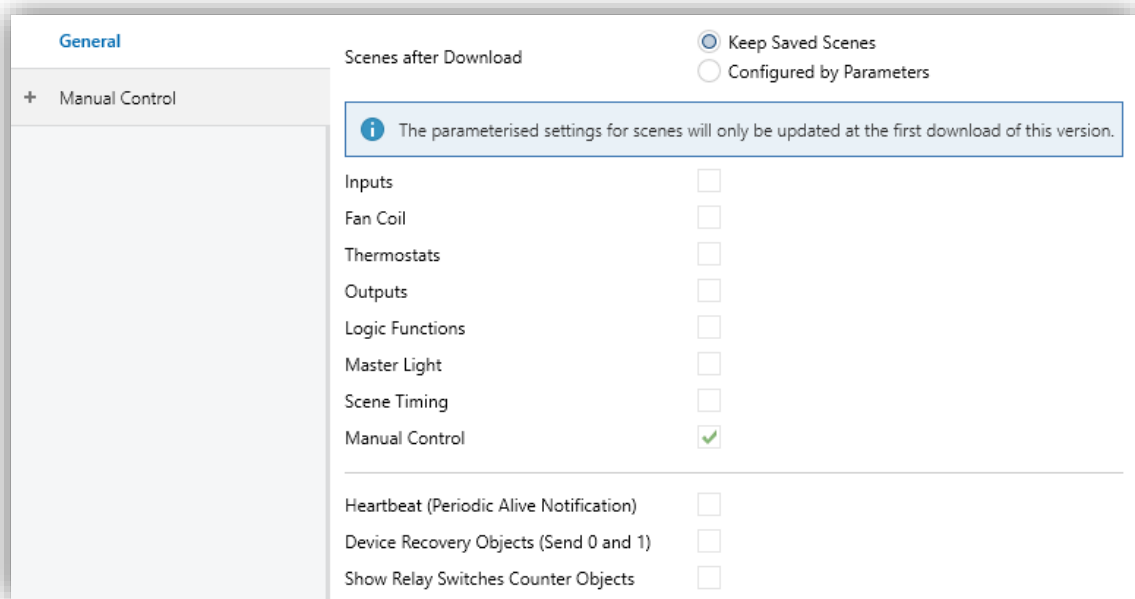 General
+ Manual Control
Scenes after Download
Keep Saved Scenes
Configured by Parameters
i The parameterised settings for scenes will only be updated at the first download of this version.
Inputs
Fan Coil
Thermostats
Outputs
Logic Functions
Master Light
Scene Timing
Manual Control
Heartbeat (Periodic Alive Notification)
Device Recovery Objects (Send 0 and 1)
Show Relay Switches Counter Objects